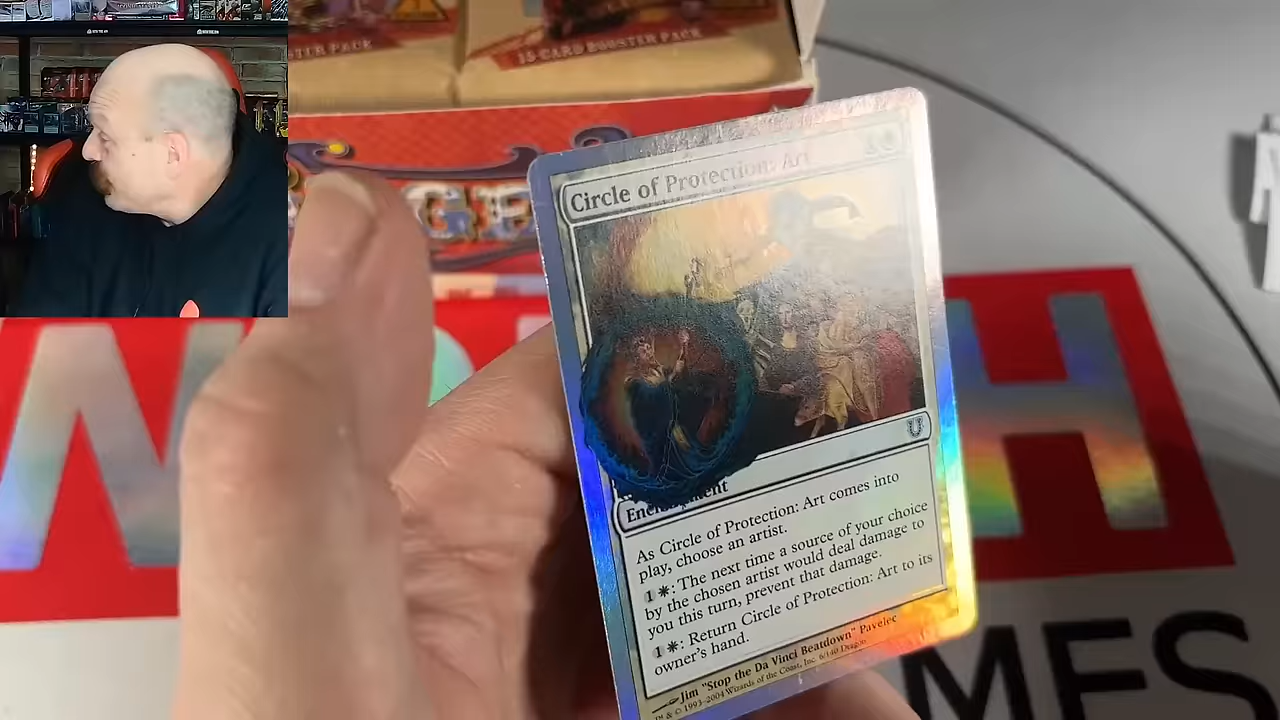 STER PACK
15-CARD BOOSTER PACK
GE
Circle of Protection: Art
Enchantment
As Circle of Protection: Art comes into
play, choose an artist.
1 : The next time a source of your choice
by the chosen artist would deal damage to
you this turn, prevent that damage.
1 : Return Circle of Protection: Art to its
owner's hand.
Jim "Stop the Da Vinci Beatdown" Pavelec
™ & © 1993–2004 Wizards of the Coast, Inc. 6/140
H
MES